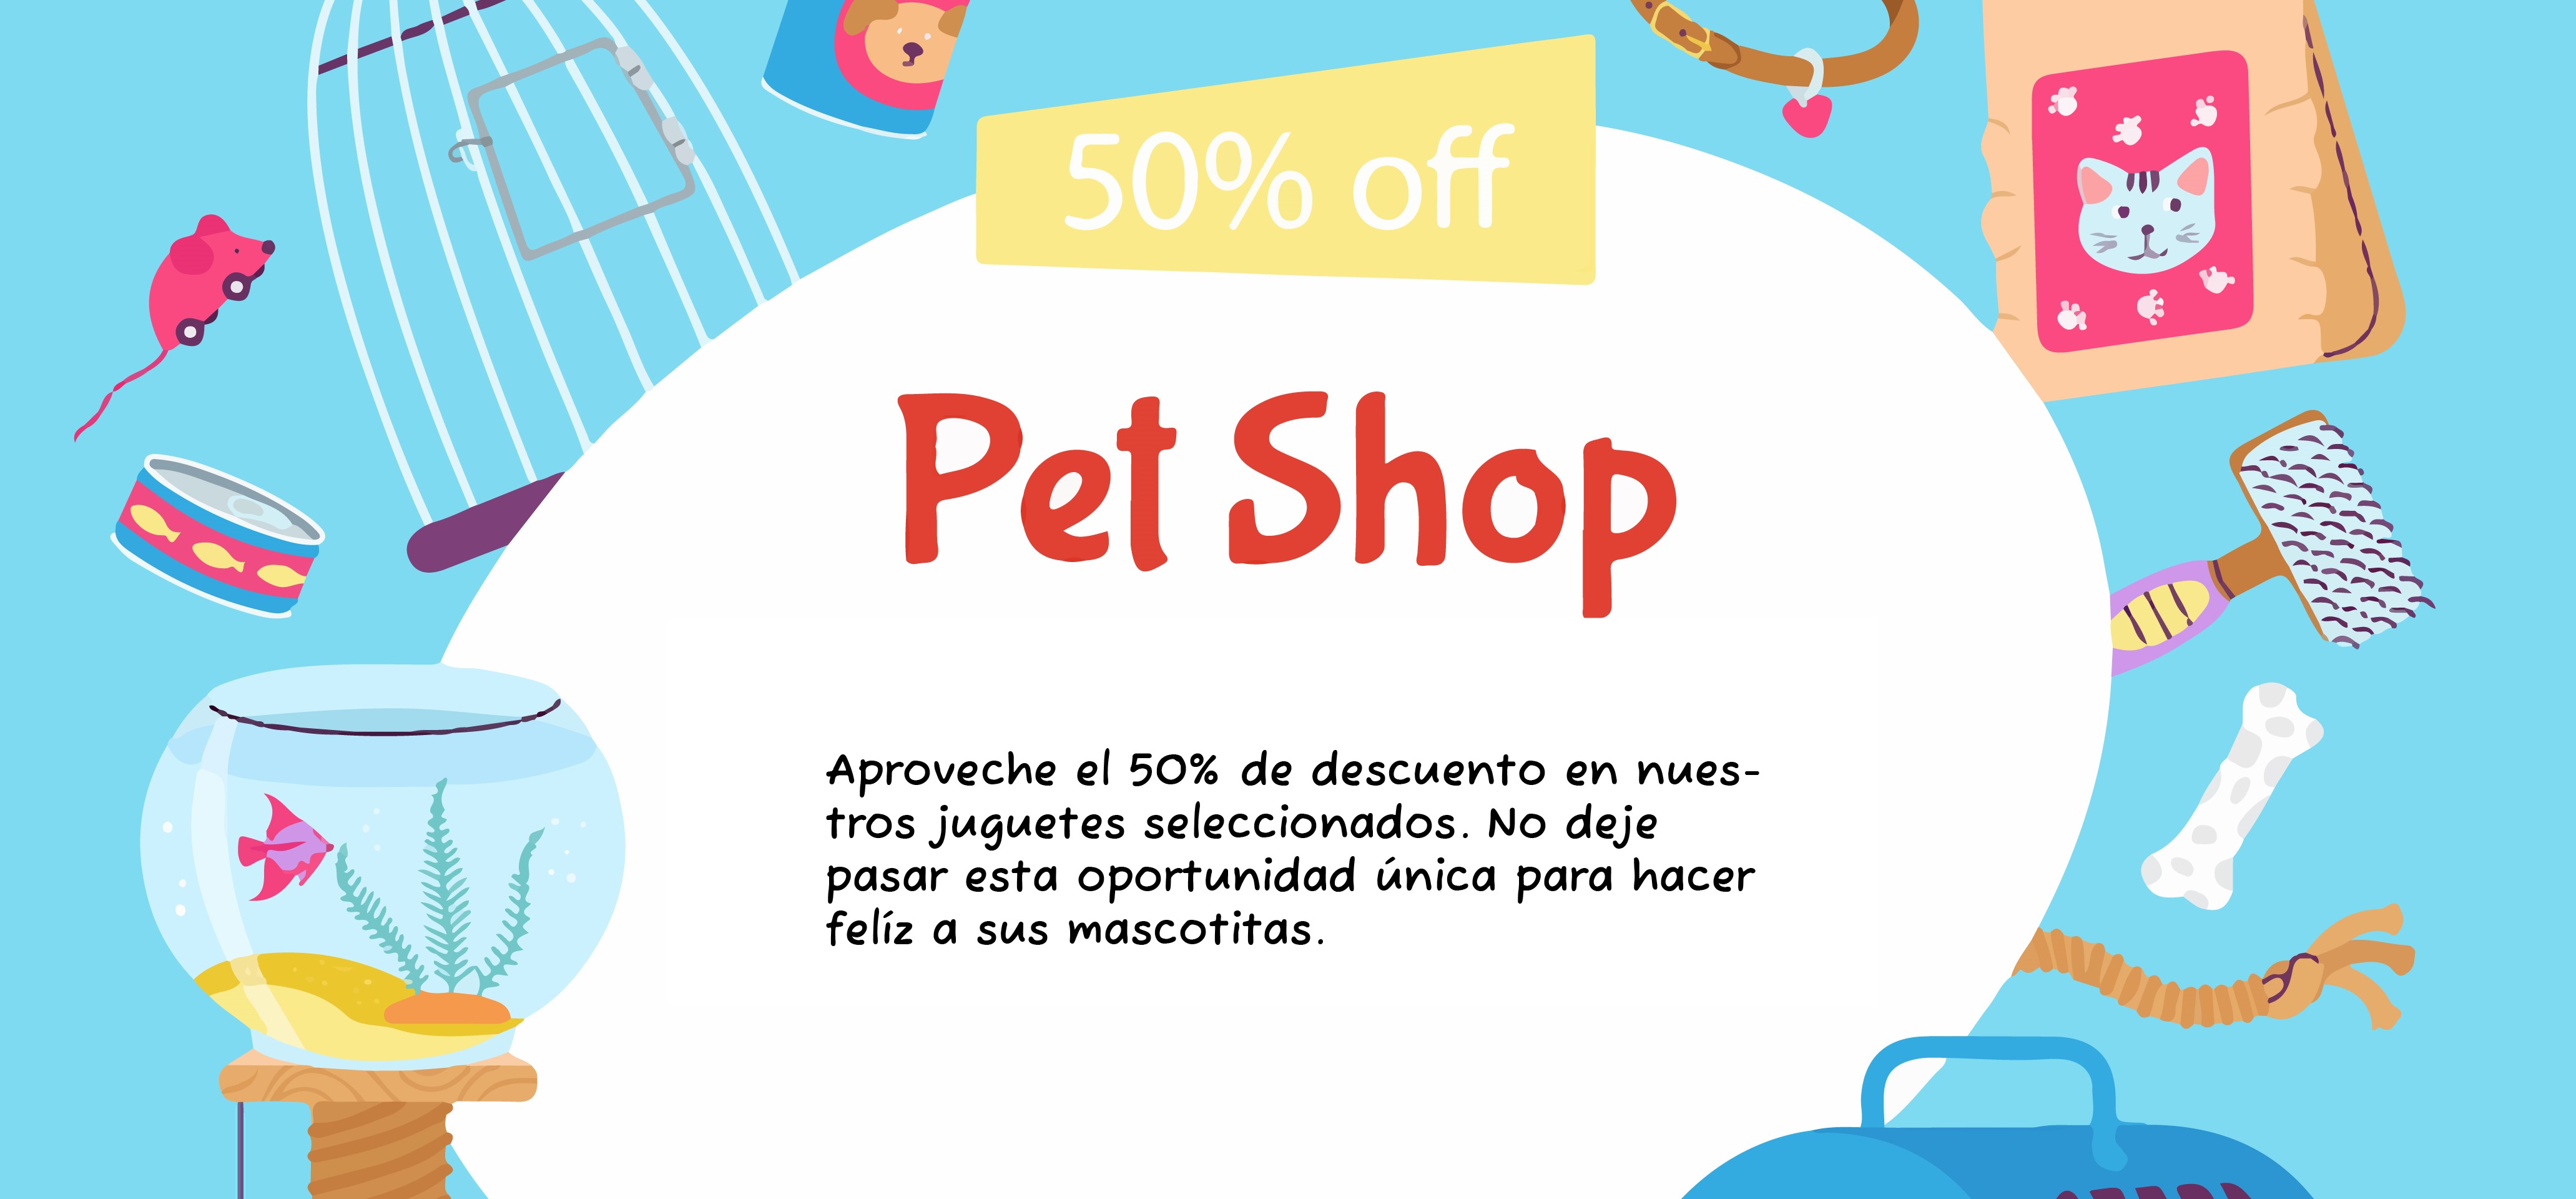 50% off
Pet Shop
Aproveche el 50% de descuento en nues-
tros juguetes seleccionados. No deje
pasar esta oportunidad única para hacer
felíz a sus mascotitas.